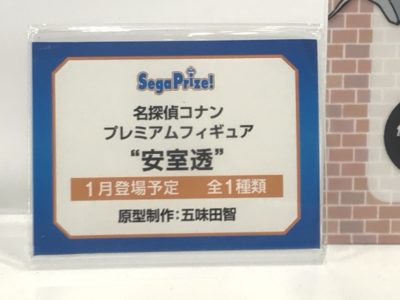 SegaPrize!
名探偵コナン
プレミアムフィギュア
“安室透”
1月登場予定 全1種類
原型制作：五味田智